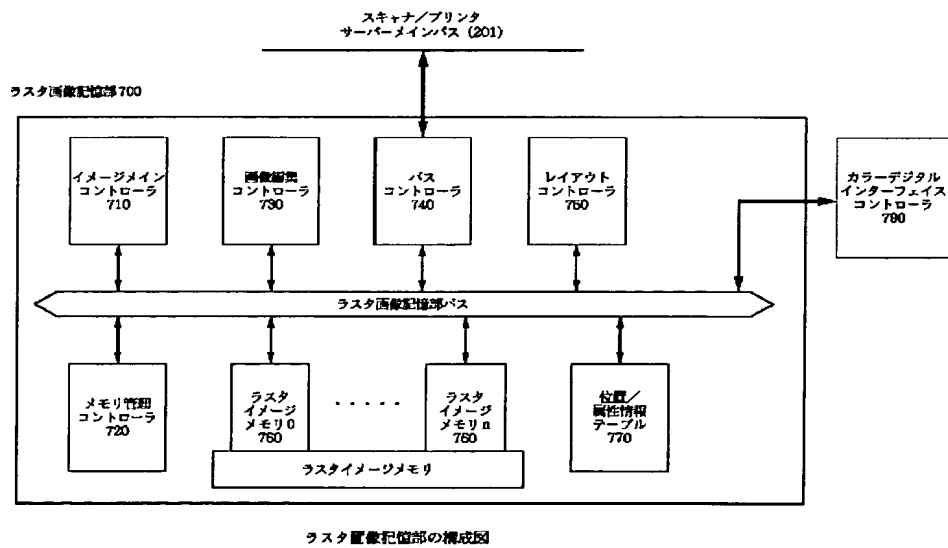 スキャナ／プリンタ
サーバーメインバス (201)
ラスタ画像記憶部700
イメージメイン
コントローラ
710
画像編集
コントローラ
730
バス
コントローラ
740
レイアウト
コントローラ
750
カラーデジタル
インターフェイス
コントローラ
790
ラスタ画像記憶部バス
メモリ管理
コントローラ
720
ラスタ
イメージ
メモリ0
760
・・・・・
ラスタ
イメージ
メモリn
760
位置／
属性情報
テーブル
770
ラスタイメージメモリ
ラスタ画像記憶部の構成図